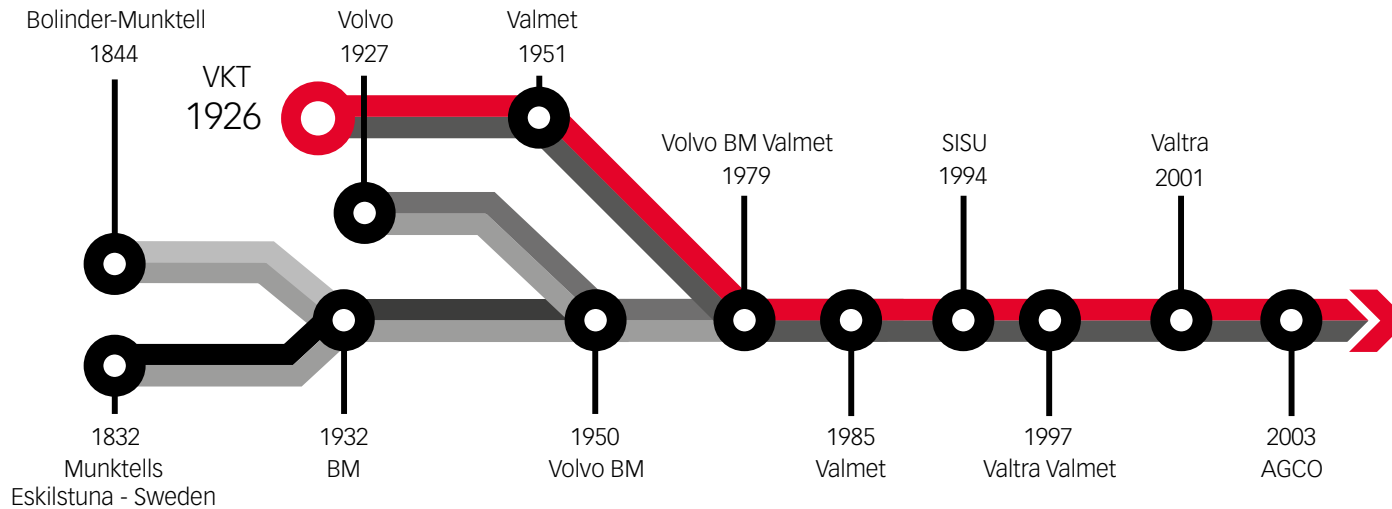 Bolinder-Munktell
1844
VKT
1926
Volvo
1927
Valmet
1951
Volvo BM Valmet
1979
SISU
1994
Valtra
2001
1832
Munktells
Eskilstuna - Sweden
1932
BM
1950
Volvo BM
1985
Valmet
1997
Valtra Valmet
2003
AGCO